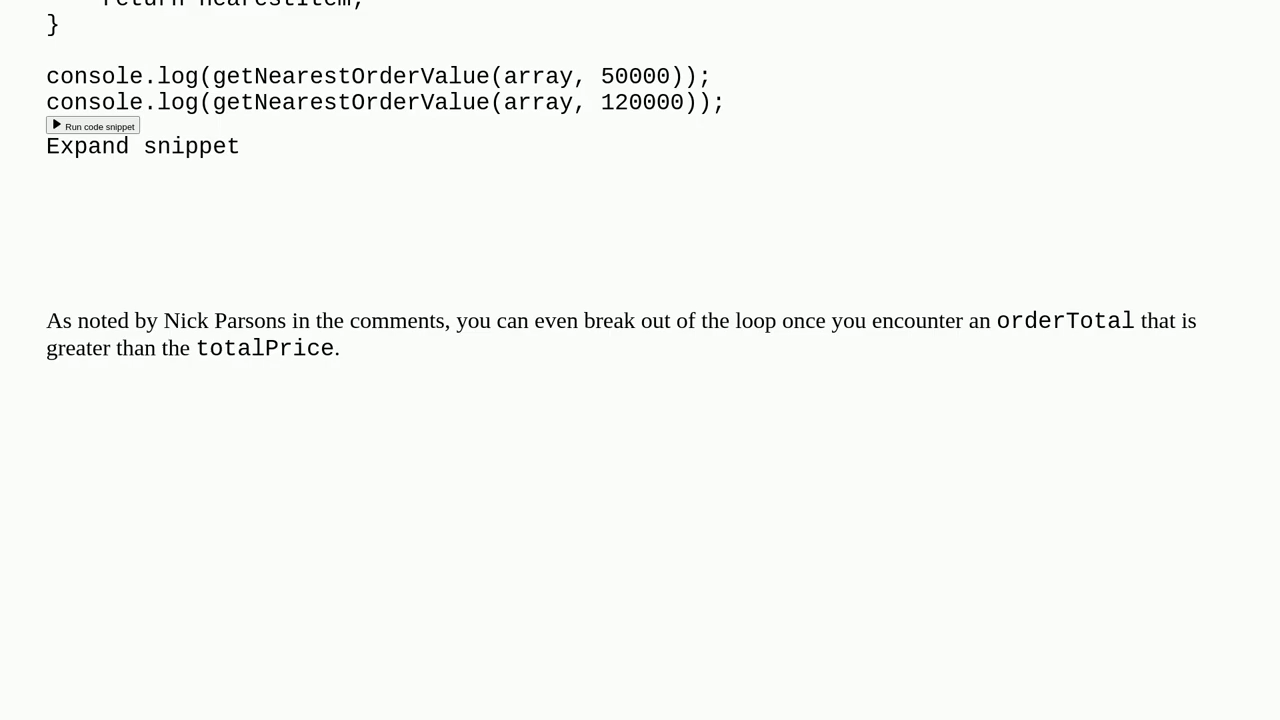 return nearestItem;
}
console.log(getNearestOrderValue(array, 50000));
console.log(getNearestOrderValue(array, 120000));
Run code snippet
Expand snippet
As noted by Nick Parsons in the comments, you can even break out of the loop once you encounter an orderTotal that is
greater than the totalPrice.